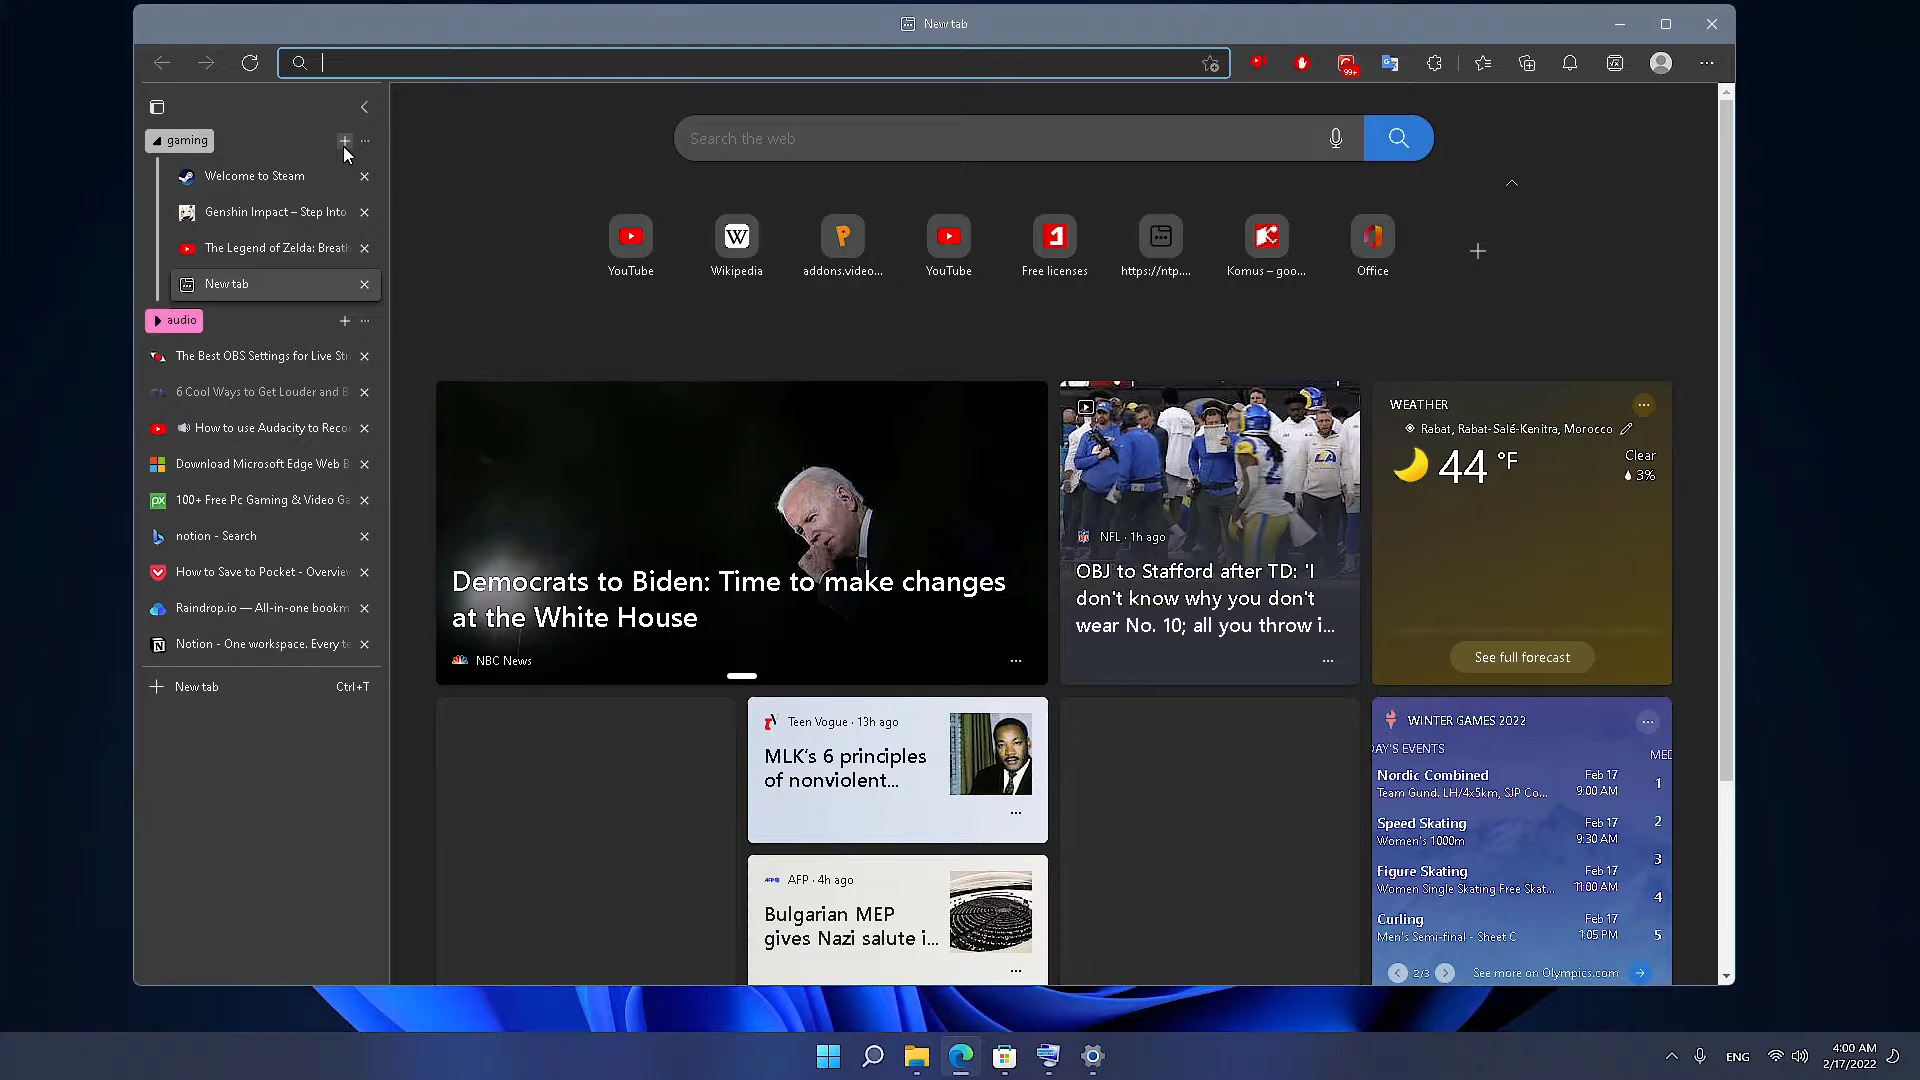 New tab
99+
gaming
Welcome to Steam
Genshin Impact – Step Into
The Legend of Zelda: Breath
New tab
audio
The Best OBS Settings for Live Str
6 Cool Ways to Get Louder and B
How to use Audacity to Reco
Download Microsoft Edge Web B
100+ Free Pc Gaming & Video Ga
notion - Search
How to Save to Pocket - Overview
Raindrop.io — All-in-one bookm
Notion - One workspace. Every te
New tab Ctrl+T
Search the web
YouTube
Wikipedia
addons.video...
YouTube
Free licenses
https://ntp....
Komus – goo...
Office
Democrats to Biden: Time to make changes
at the White House
NBC News
NFL · 1h ago
OBJ to Stafford after TD: 'I
don't know why you don't
wear No. 10; all you throw i...
WEATHER
Rabat, Rabat-Salé-Kenitra, Morocco
44 °F
Clear
3%
See full forecast
Teen Vogue · 13h ago
MLK's 6 principles
of nonviolent...
AFP · 4h ago
Bulgarian MEP
gives Nazi salute i...
WINTER GAMES 2022
AY'S EVENTS
MED
Nordic Combined Feb 17
Team Gund. LH/4x5km, SJP Co... 9:00 AM
1
Speed Skating Feb 17
Women's 1000m 9:30 AM
2
Figure Skating Feb 17
Women Single Skating Free Skat... 11:00 AM
3
4
Curling Feb 17
Men's Semi-final - Sheet C 1:05 PM
5
2/3 See more on Olympics.com
ENG
4:00 AM
2/17/2022